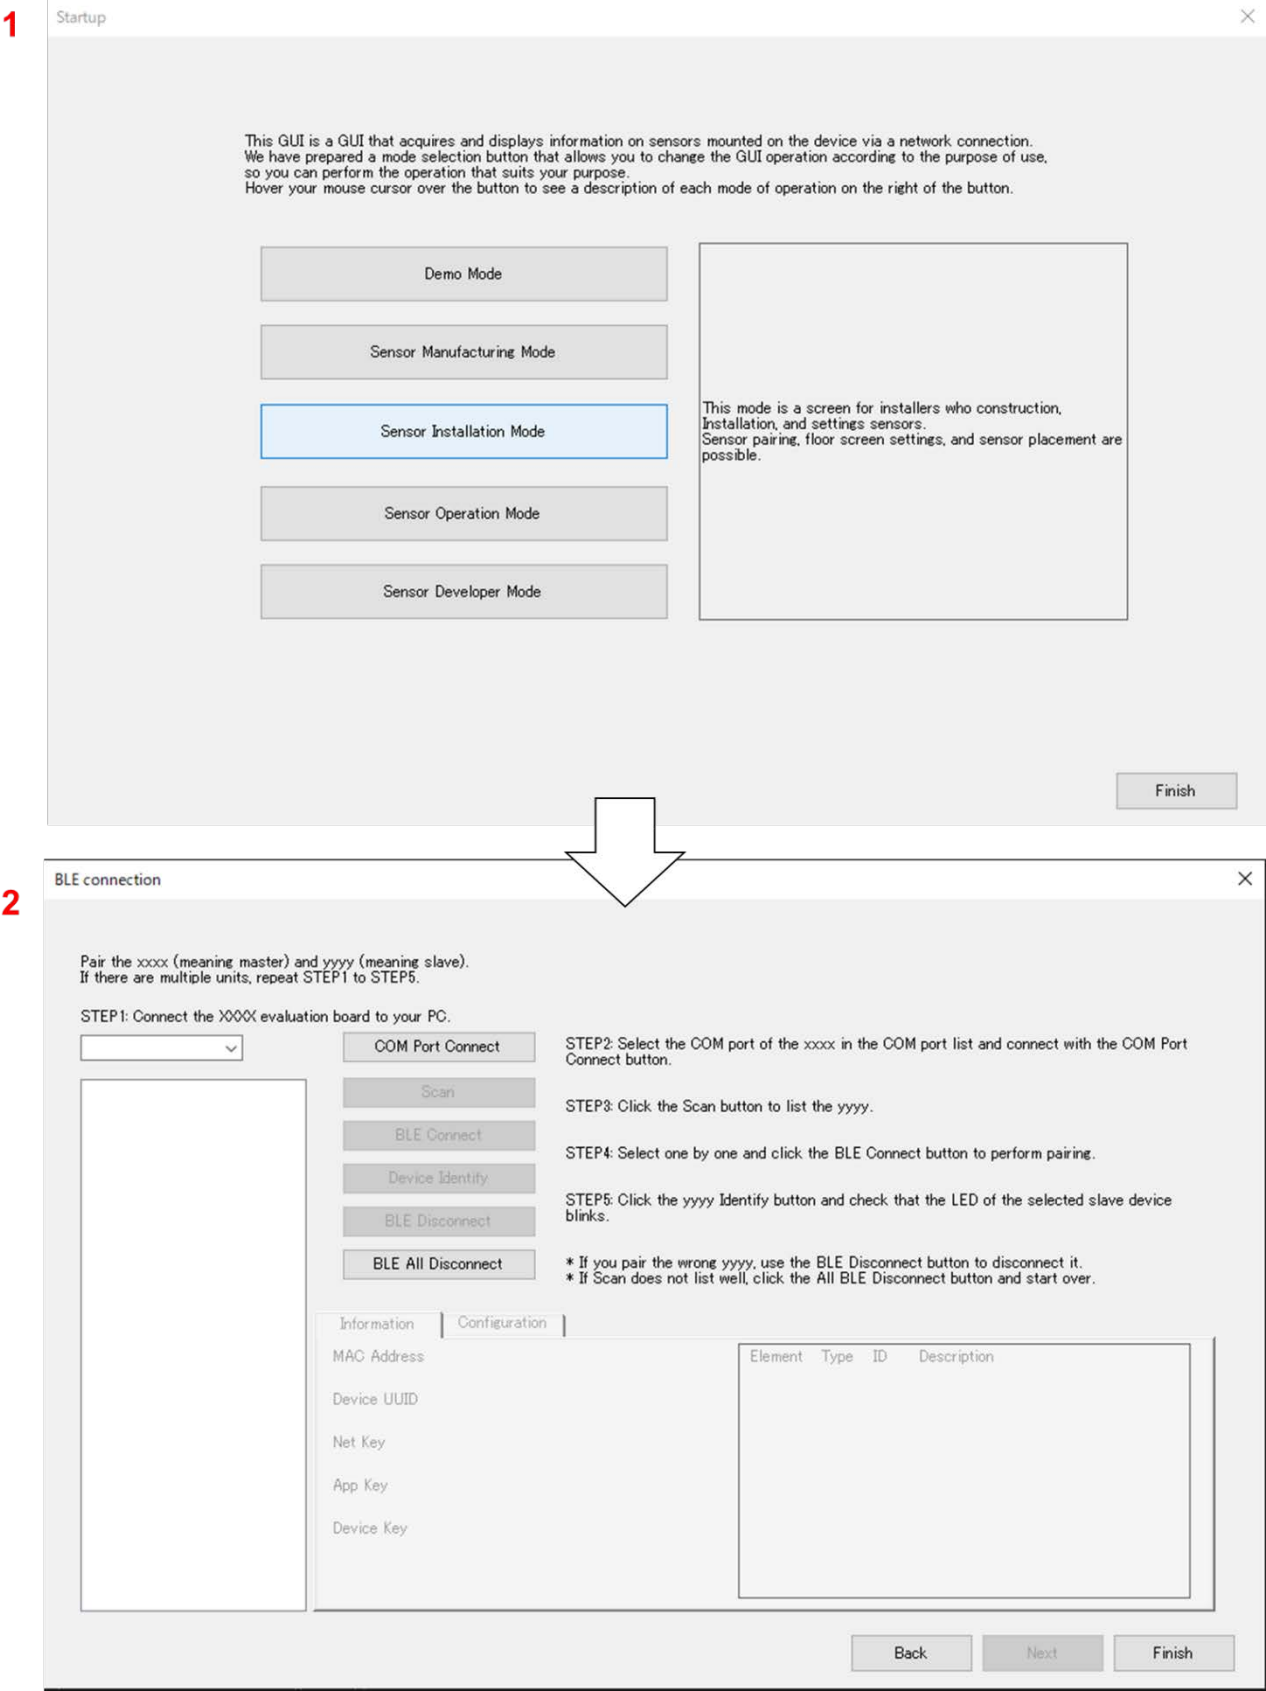 1
Startup
This GUI is a GUI that acquires and displays information on sensors mounted on the device via a network connection.
We have prepared a mode selection button that allows you to change the GUI operation according to the purpose of use,
so you can perform the operation that suits your purpose.
Hover your mouse cursor over the button to see a description of each mode of operation on the right of the button.
Demo Mode
Sensor Manufacturing Mode
Sensor Installation Mode
Sensor Operation Mode
Sensor Developer Mode
This mode is a screen for installers who construction,
Installation, and settings sensors.
Sensor pairing, floor screen settings, and sensor placement are
possible.
Finish
2
BLE connection
Pair the xxxx (meaning master) and yyyy (meaning slave).
If there are multiple units, repeat STEP1 to STEP5.
STEP1: Connect the XXXX evaluation board to your PC.
COM Port Connect
Scan
BLE Connect
Device Identify
BLE Disconnect
BLE All Disconnect
STEP2: Select the COM port of the xxxx in the COM port list and connect with the COM Port
Connect button.
STEP3: Click the Scan button to list the yyyy.
STEP4: Select one by one and click the BLE Connect button to perform pairing.
STEP5: Click the yyyy Identify button and check that the LED of the selected slave device
blinks.
* If you pair the wrong yyyy, use the BLE Disconnect button to disconnect it.
* If Scan does not list well, click the All BLE Disconnect button and start over.
Information
Configuration
MAC Address
Device UUID
Net Key
App Key
Device Key
Element Type ID Description
Back
Next
Finish